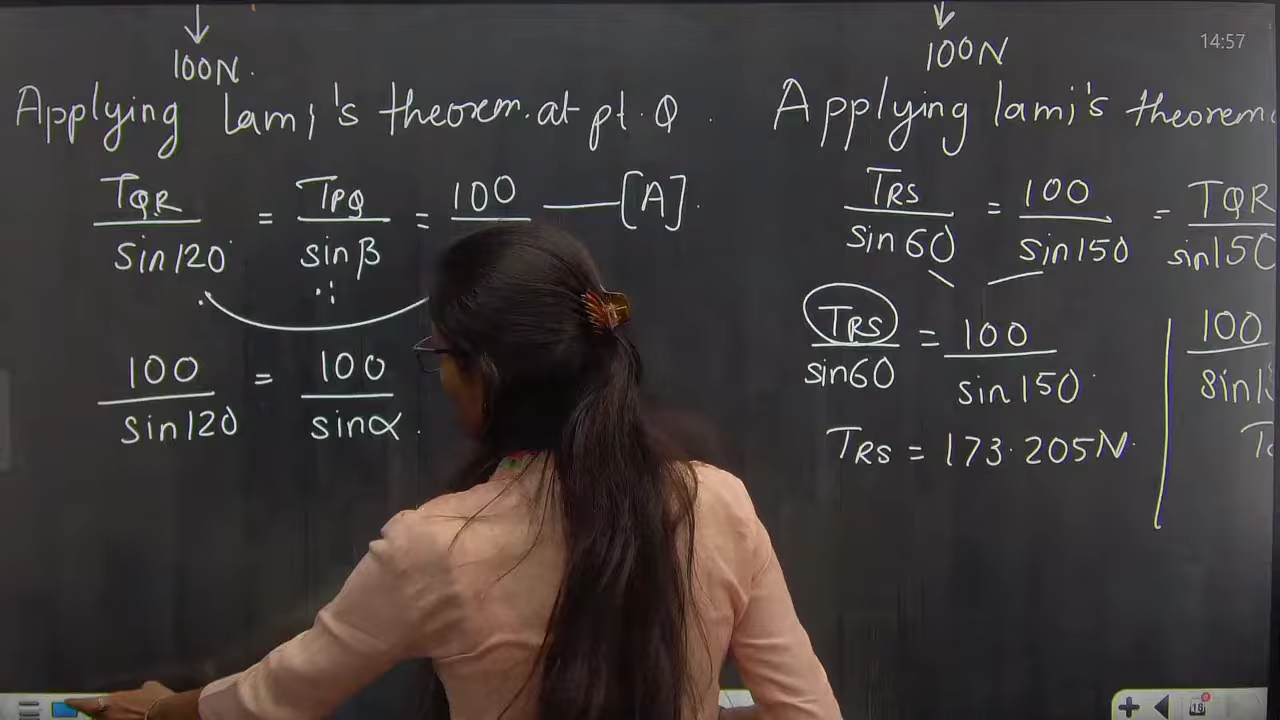 100N.
Applying Lami's theorem. at pt. Q.
TQR / Sin120 = TPQ / sinβ = 100 —[A].
100 / Sin120 = 100 / sinα.
14:57
100N
Applying lami's theorem
TRS / sin60 = 100 / sin150 = TQR / sin150
TRS / sin60 = 100 / sin150
100
TRS = 173.205N.
18